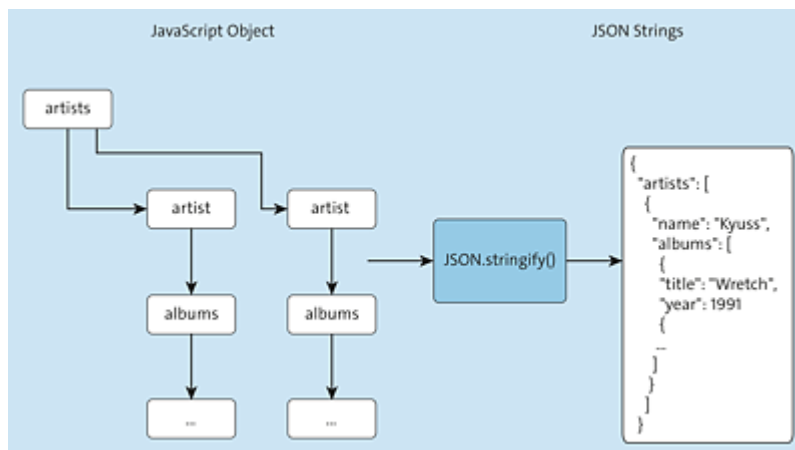 JavaScript Object
JSON Strings
artists
artist
artist
albums
albums
...
...
JSON.stringify()
{
"artists": [
{
"name": "Kyuss",
"albums": [
{
"title": "Wretch",
"year": 1991
{
...
]
}
]
}